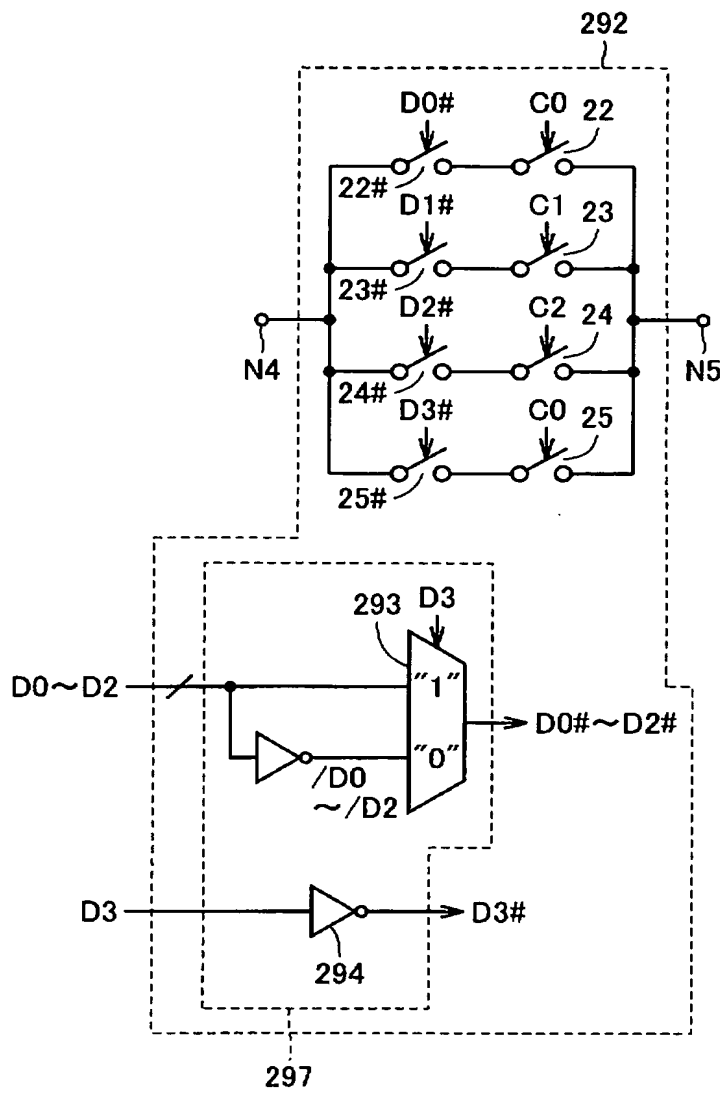 292
D0# C0
22
22#
D1# C1
23
23#
D2# C2
24
24#
N4
N5
D3# C0
25
25#
293
D3
D0～D2
"1"
D0#～D2#
"0"
/D0
～/D2
D3
D3#
294
297